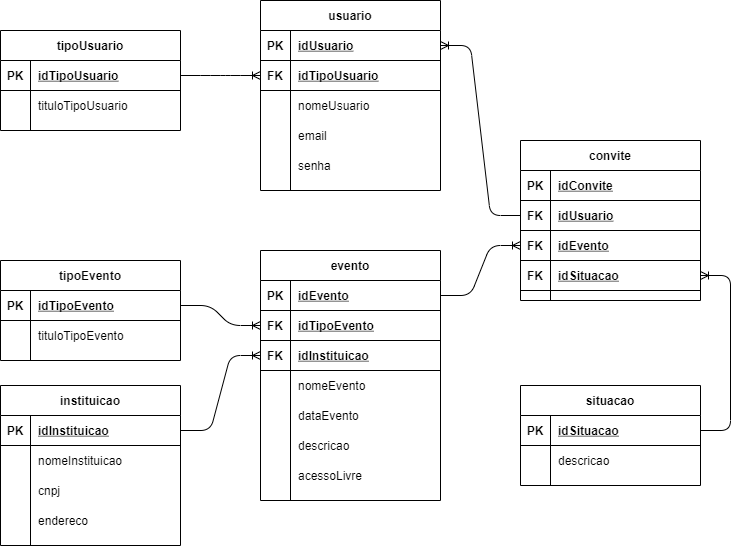 tipoUsuario
PK idTipoUsuario
tituloTipoUsuario
usuario
PK idUsuario
FK idTipoUsuario
nomeUsuario
email
senha
convite
PK idConvite
FK idUsuario
FK idEvento
FK idSituacao
tipoEvento
PK idTipoEvento
tituloTipoEvento
evento
PK idEvento
FK idTipoEvento
FK idInstituicao
nomeEvento
dataEvento
descricao
acessoLivre
instituicao
PK idInstituicao
nomeInstituicao
cnpj
endereco
situacao
PK idSituacao
descricao